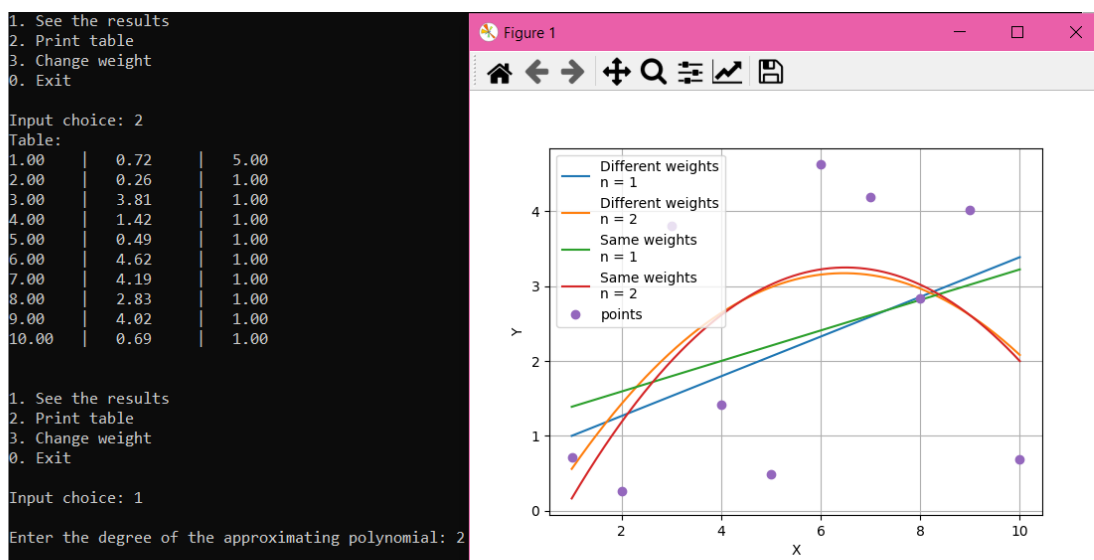 1. See the results
2. Print table
3. Change weight
0. Exit
Input choice: 2
Table:
1.00 | 0.72 | 5.00
2.00 | 0.26 | 1.00
3.00 | 3.81 | 1.00
4.00 | 1.42 | 1.00
5.00 | 0.49 | 1.00
6.00 | 4.62 | 1.00
7.00 | 4.19 | 1.00
8.00 | 2.83 | 1.00
9.00 | 4.02 | 1.00
10.00 | 0.69 | 1.00
1. See the results
2. Print table
3. Change weight
0. Exit
Input choice: 1
Enter the degree of the approximating polynomial: 2
Figure 1
Different weights
n = 1
Different weights
n = 2
Same weights
n = 1
Same weights
n = 2
points
4
3
2
1
0
Y
2 4 6 8 10
X